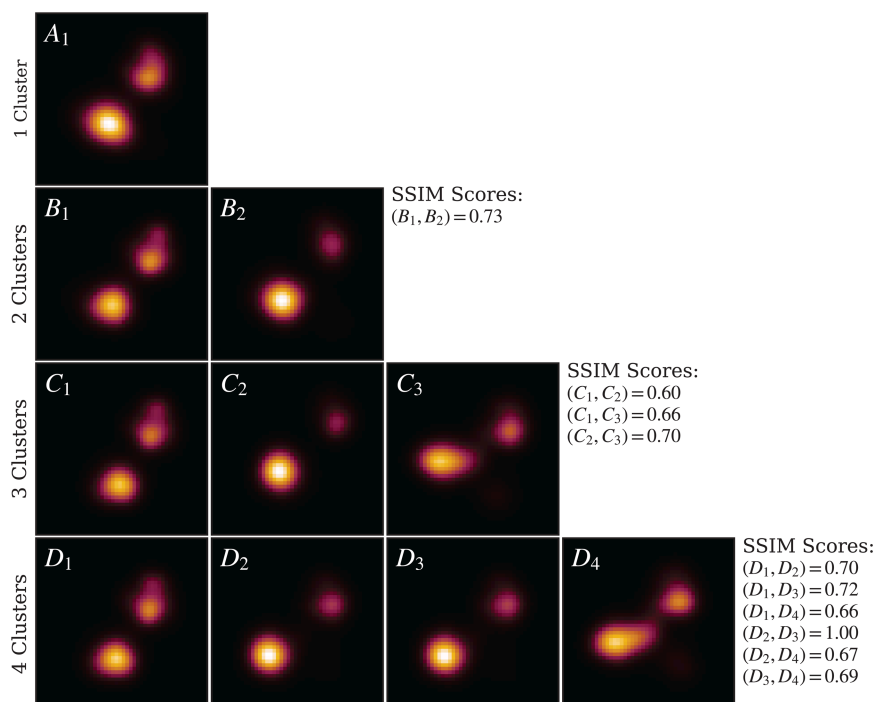 1 Cluster
A₁
2 Clusters
B₁
B₂
SSIM Scores:
(B₁, B₂) = 0.73
3 Clusters
C₁
C₂
C₃
SSIM Scores:
(C₁, C₂) = 0.60
(C₁, C₃) = 0.66
(C₂, C₃) = 0.70
4 Clusters
D₁
D₂
D₃
D₄
SSIM Scores:
(D₁, D₂) = 0.70
(D₁, D₃) = 0.72
(D₁, D₄) = 0.66
(D₂, D₃) = 1.00
(D₂, D₄) = 0.67
(D₃, D₄) = 0.69